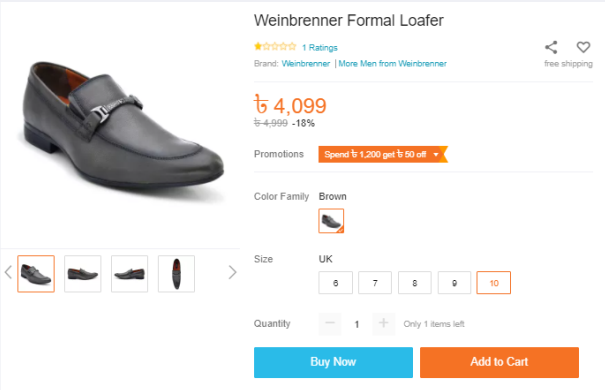 Weinbrenner Formal Loafer
1 Ratings
Brand: Weinbrenner | More Men from Weinbrenner
free shipping
৳ 4,099
৳ 4,999 -18%
Promotions Spend ৳ 1,200 get ৳ 50 off
Color Family Brown
Size UK
6 7 8 9 10
Quantity − 1 + Only 1 items left
Buy Now Add to Cart